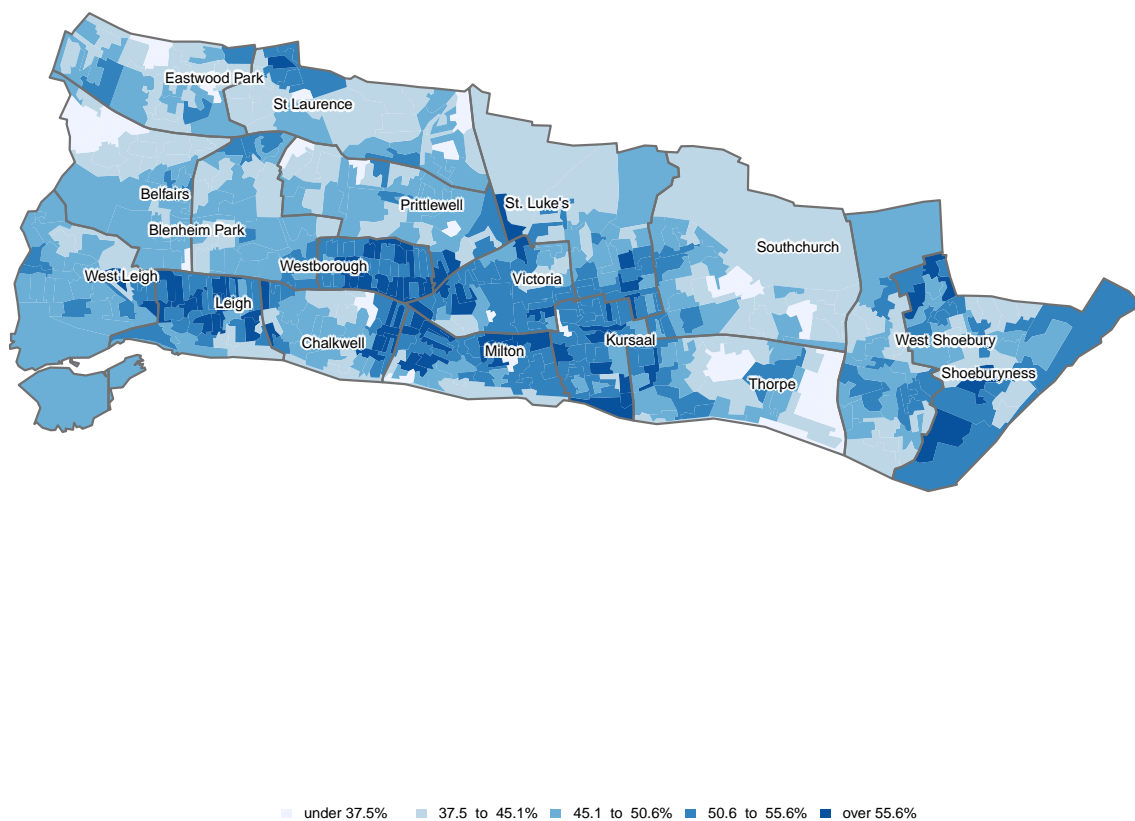 Eastwood Park
St Laurence
Belfairs
Prittlewell
St. Luke's
Blenheim Park
Southchurch
Westborough
West Leigh
Victoria
Leigh
Chalkwell
Milton
Kursaal
West Shoebury
Shoeburyness
Thorpe
under 37.5% 37.5 to 45.1% 45.1 to 50.6% 50.6 to 55.6% over 55.6%